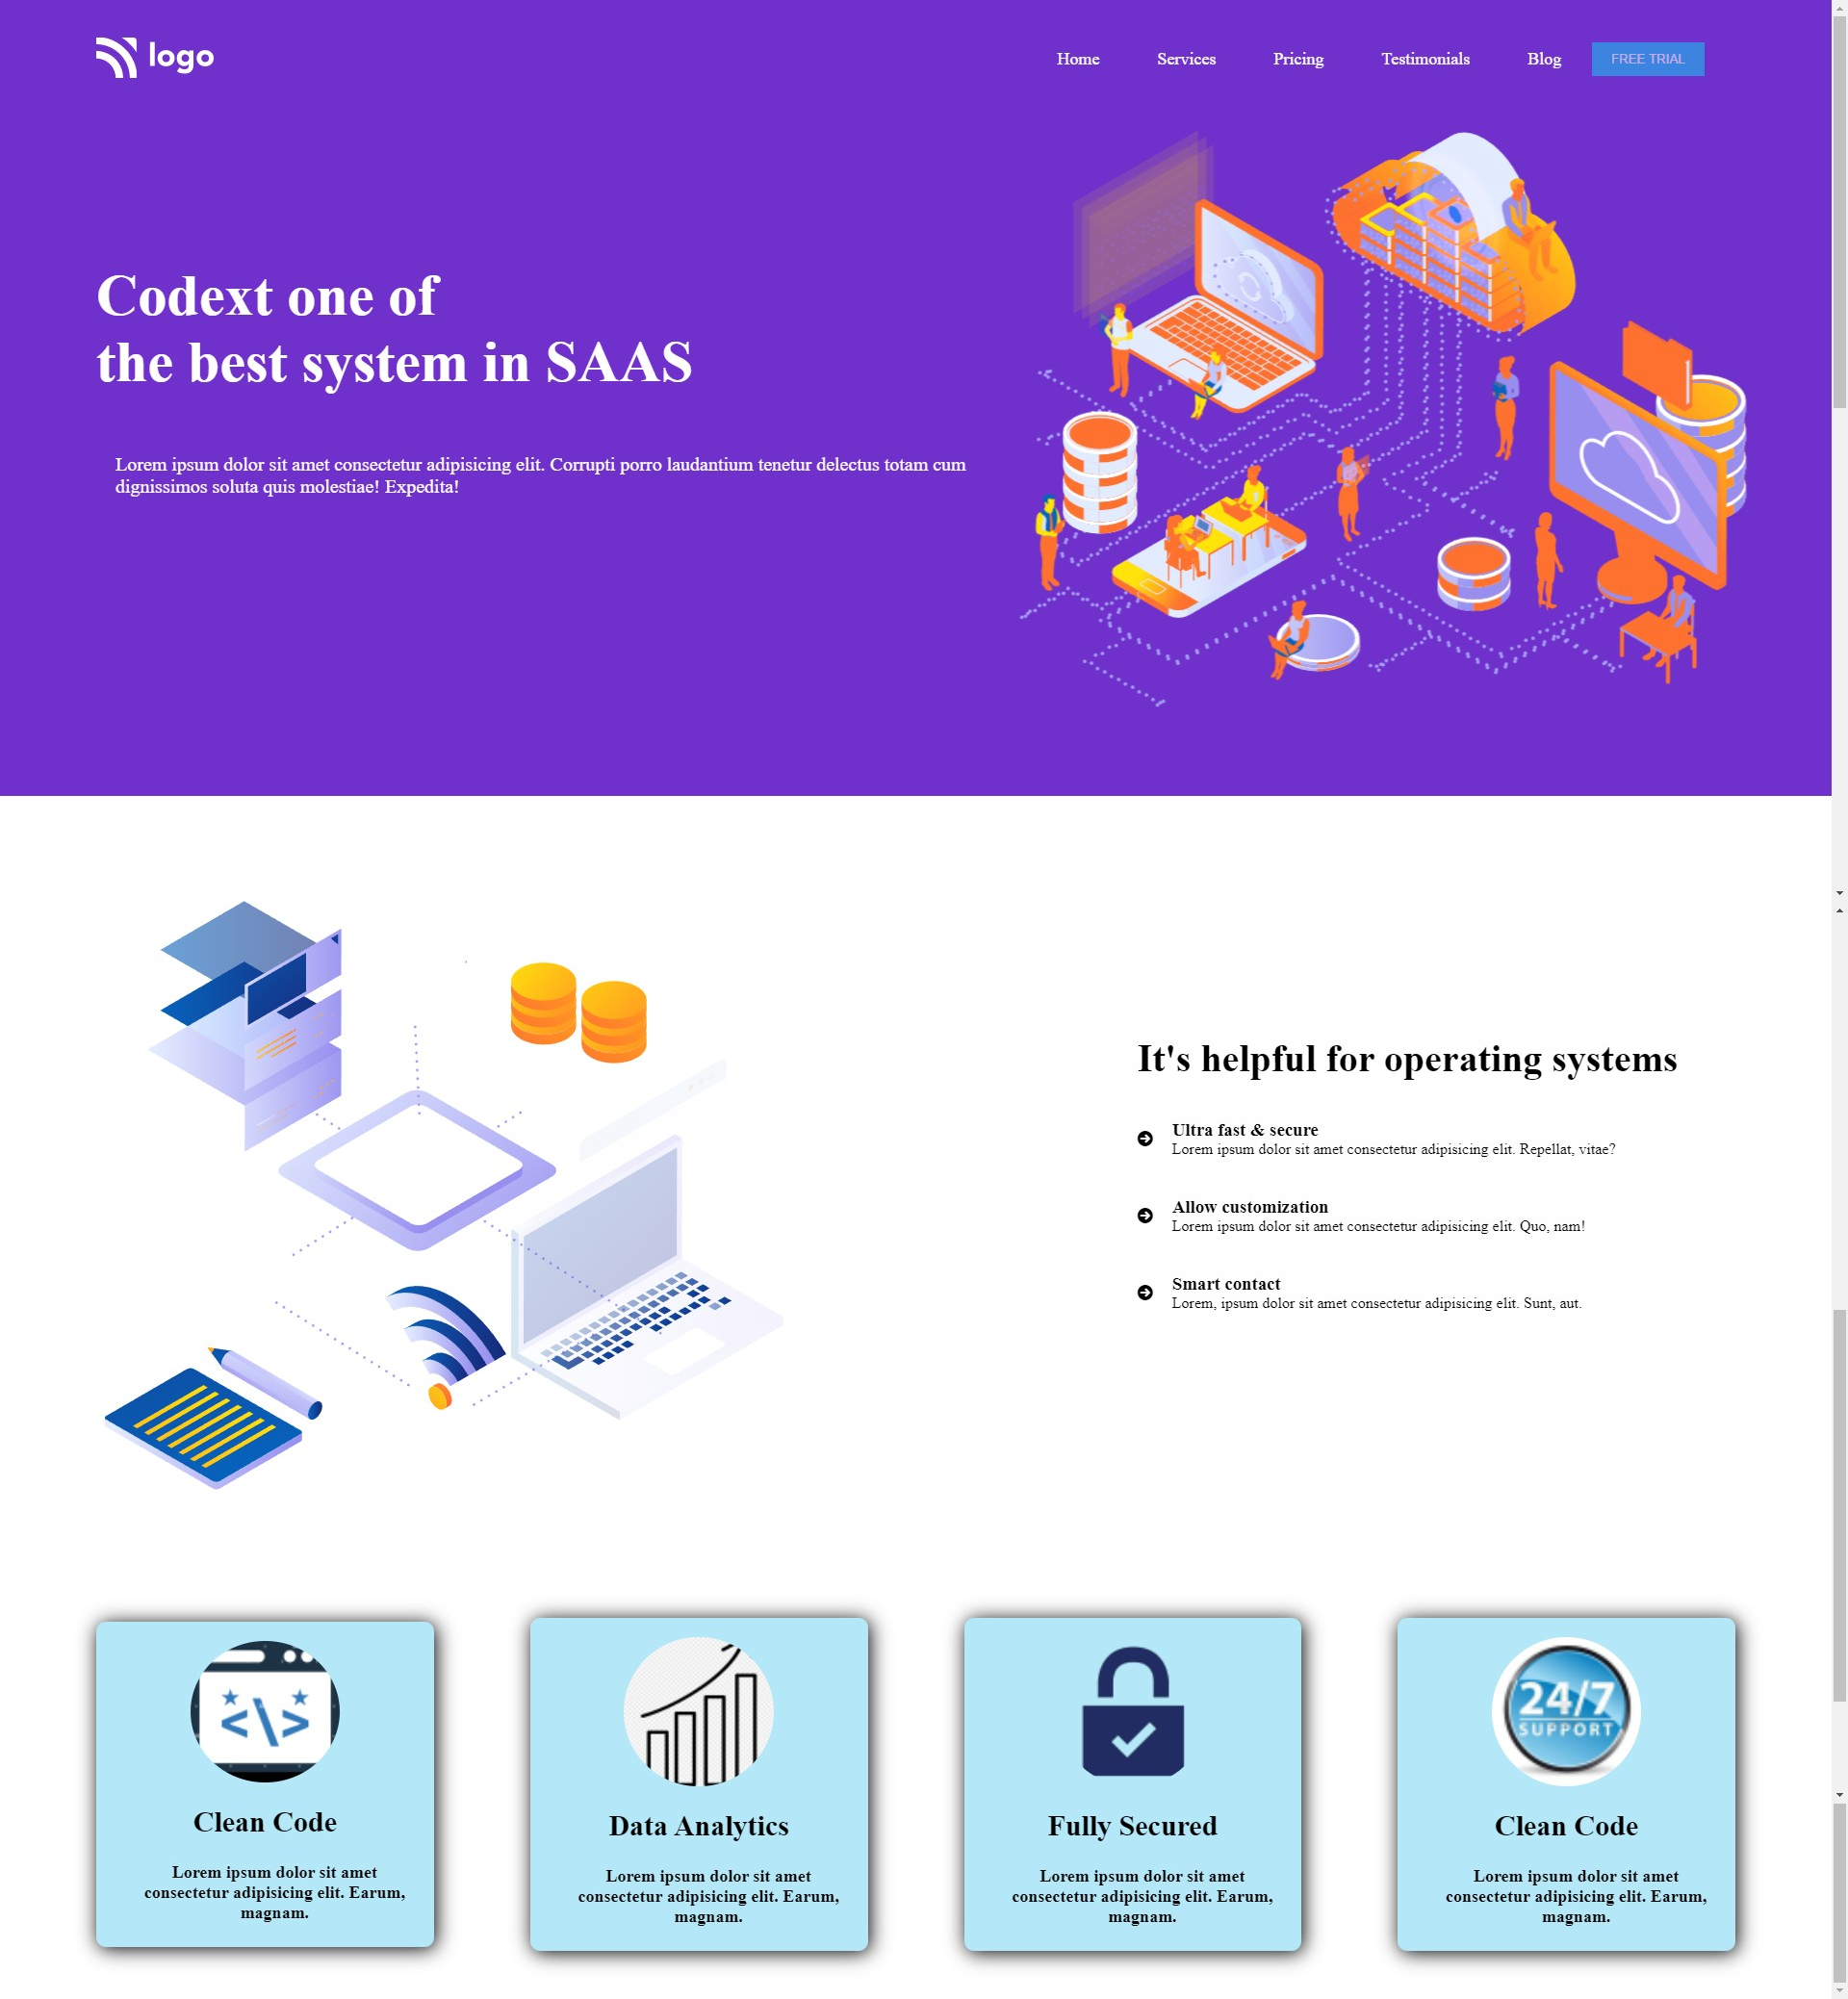 logo
Home Services Pricing Testimonials Blog FREE TRIAL
Codext one of
the best system in SAAS
Lorem ipsum dolor sit amet consectetur adipisicing elit. Corrupti porro laudantium tenetur delectus totam cum
dignissimos soluta quis molestiae! Expedita!
It's helpful for operating systems
Ultra fast & secure
Lorem ipsum dolor sit amet consectetur adipisicing elit. Repellat, vitae?
Allow customization
Lorem ipsum dolor sit amet consectetur adipisicing elit. Quo, nam!
Smart contact
Lorem, ipsum dolor sit amet consectetur adipisicing elit. Sunt, aut.
</\>
Clean Code
Lorem ipsum dolor sit amet
consectetur adipisicing elit. Earum,
magnam.
Data Analytics
Lorem ipsum dolor sit amet
consectetur adipisicing elit. Earum,
magnam.
Fully Secured
Lorem ipsum dolor sit amet
consectetur adipisicing elit. Earum,
magnam.
24/7
SUPPORT
Clean Code
Lorem ipsum dolor sit amet
consectetur adipisicing elit. Earum,
magnam.